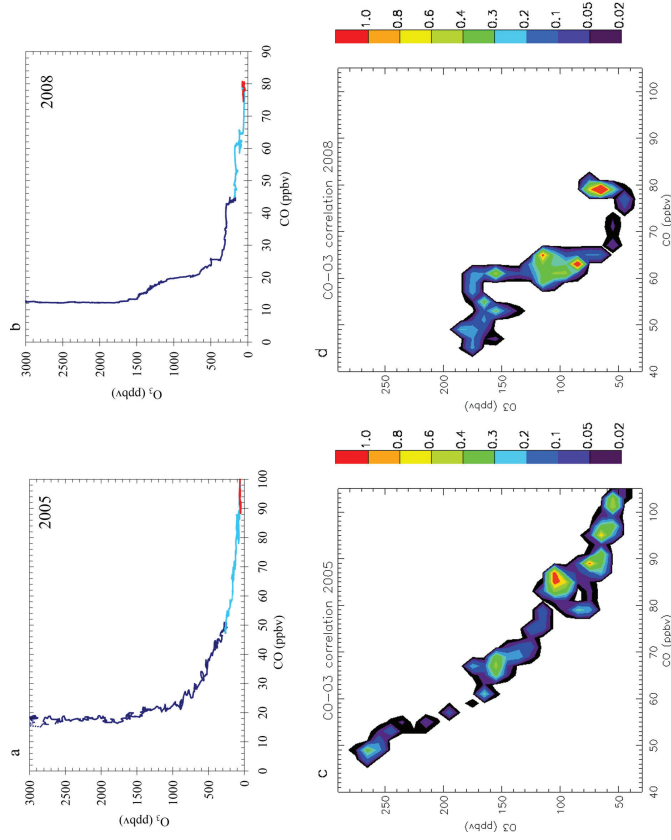 a
2005
3000
2500
2000
1500
1000
500
0
O₃ (ppbv)
0 10 20 30 40 50 60 70 80 90 100
CO (ppbv)
b
2008
3000
2500
2000
1500
1000
500
0
O₃ (ppbv)
0 10 20 30 40 50 60 70 80 90
CO (ppbv)
c
CO-O3 correlation 2005
250
200
150
100
50
O3 (ppbv)
40 50 60 70 80 90 100
CO (ppbv)
1.0
0.8
0.6
0.4
0.3
0.2
0.1
0.05
0.02
d
CO-O3 correlation 2008
250
200
150
100
50
O3 (ppbv)
40 50 60 70 80 90 100
CO (ppbv)
1.0
0.8
0.6
0.4
0.3
0.2
0.1
0.05
0.02